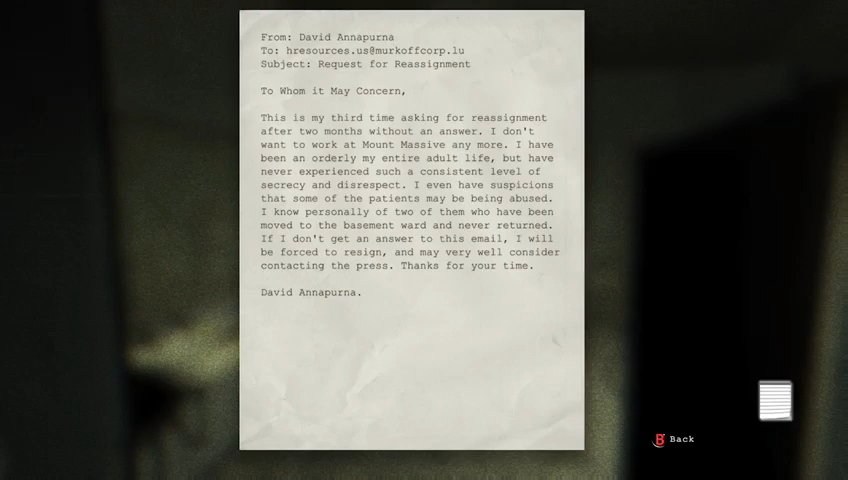 From: David Annapurna
To: hresources.us@murkoffcorp.lu
Subject: Request for Reassignment
To Whom it May Concern,
This is my third time asking for reassignment
after two months without an answer. I don't
want to work at Mount Massive any more. I have
been an orderly my entire adult life, but have
never experienced such a consistent level of
secrecy and disrespect. I even have suspicions
that some of the patients may be being abused.
I know personally of two of them who have been
moved to the basement ward and never returned.
If I don't get an answer to this email, I will
be forced to resign, and may very well consider
contacting the press. Thanks for your time.
David Annapurna.
B Back